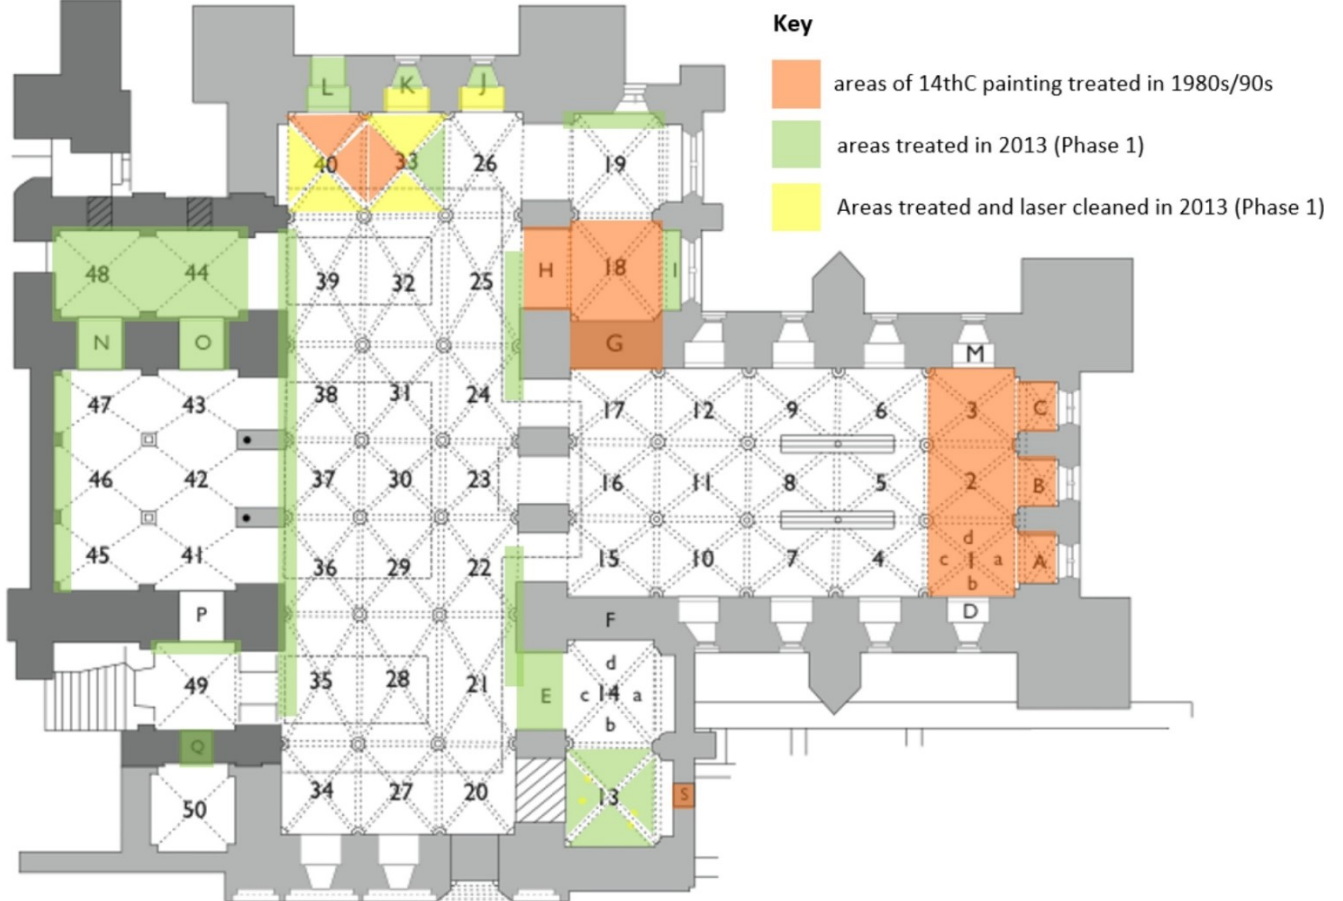 Key
areas of 14thC painting treated in 1980s/90s
areas treated in 2013 (Phase 1)
Areas treated and laser cleaned in 2013 (Phase 1)
L K J
40 33 26 19
48 44 39 32 25 H 18 I
N O G M
47 43 38 31 24 17 12 9 6 3 C
46 42 37 30 23 16 11 8 5 2 B
d
45 41 36 29 22 15 10 7 4 c 1 a A
b
P F D
d
49 35 28 21 E c 14 a
b
Q
50 34 27 20 13 S